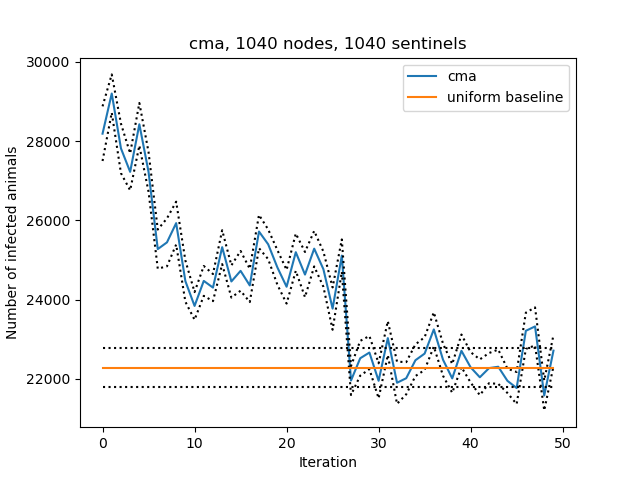 cma, 1040 nodes, 1040 sentinels
cma
uniform baseline
Number of infected animals
30000
28000
26000
24000
22000
0 10 20 30 40 50
Iteration